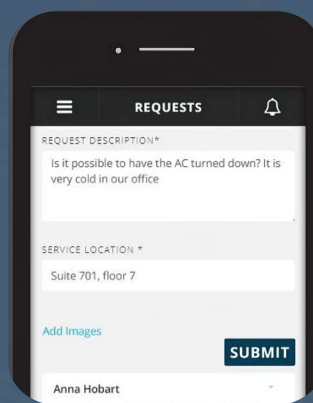 REQUESTS
REQUEST DESCRIPTION*
Is it possible to have the AC turned down? It is
very cold in our office
SERVICE LOCATION *
Suite 701, floor 7
Add Images
SUBMIT
Anna Hobart